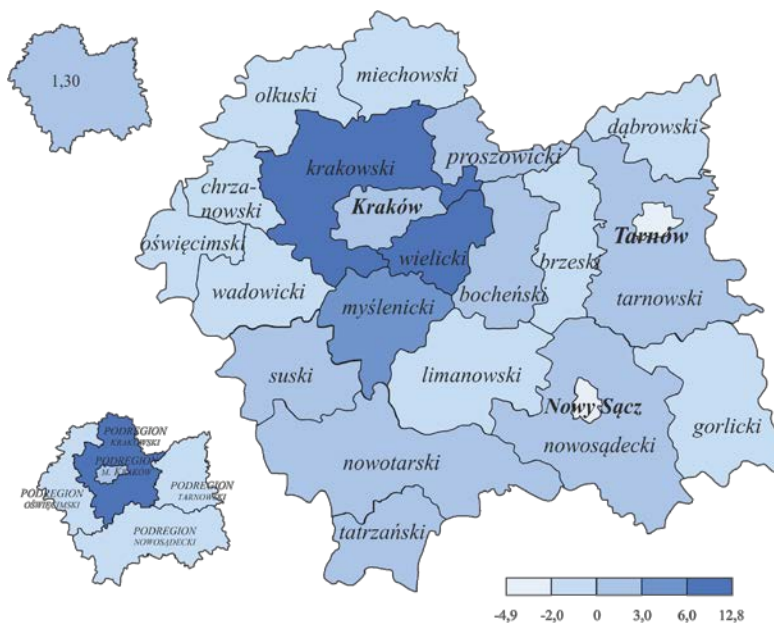 1,30
miechowski
olkuski
dąbrowski
krakowski
proszowicki
chrza-
nowski
Kraków
Tarnów
oświęcimski
wielicki
brzeski
wadowicki
bocheński
tarnowski
myślenicki
suski
limanowski
Nowy Sącz
gorlicki
nowosądecki
nowotarski
tatrzański
PODREGION
KRAKOWSKI
PODREGION
M. KRAKÓW
PODREGION
OŚWIĘCIMSKI
PODREGION
TARNOWSKI
PODREGION
NOWOSĄDECKI
-4,9 -2,0 0 3,0 6,0 12,8